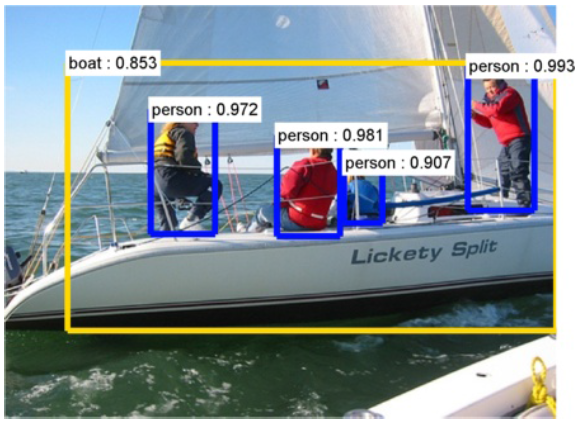 boat : 0.853
person : 0.993
person : 0.972
person : 0.981
person : 0.907
Lickety Split